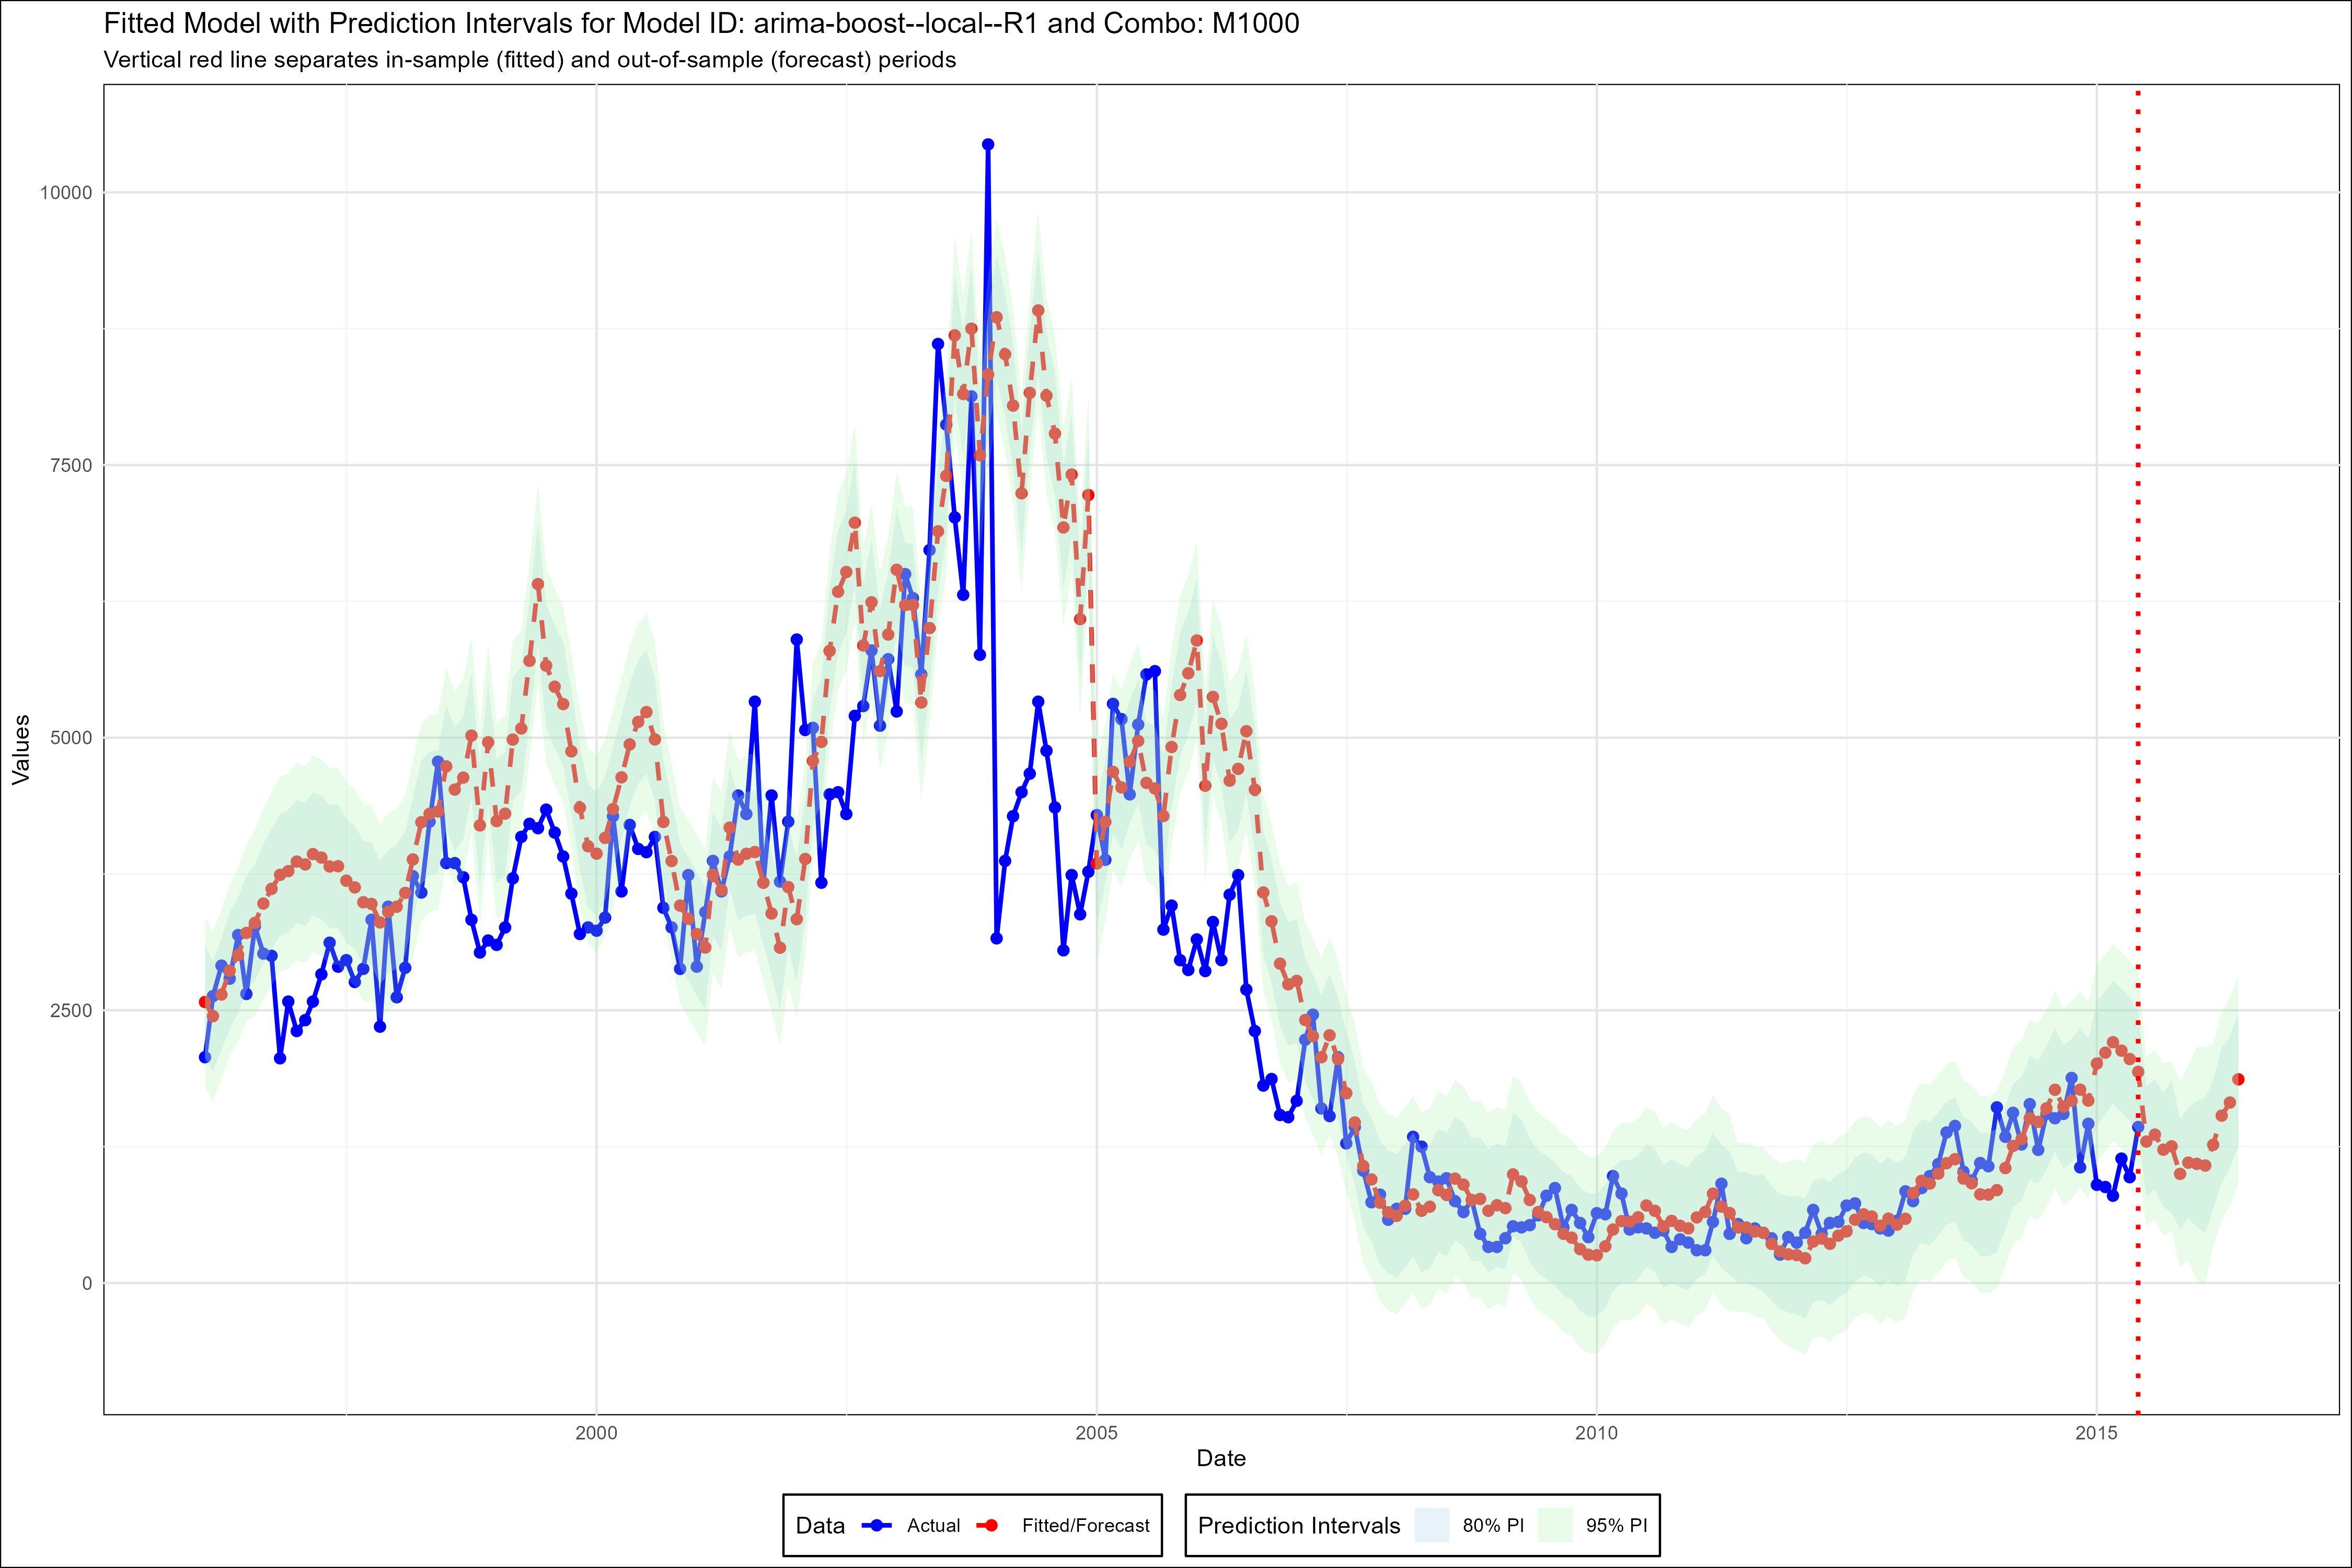 Fitted Model with Prediction Intervals for Model ID: arima-boost--local--R1 and Combo: M1000
Vertical red line separates in-sample (fitted) and out-of-sample (forecast) periods
10000
7500
5000
2500
0
Values
2000 2005 2010 2015
Date
Data Actual Fitted/Forecast Prediction Intervals 80% PI 95% PI